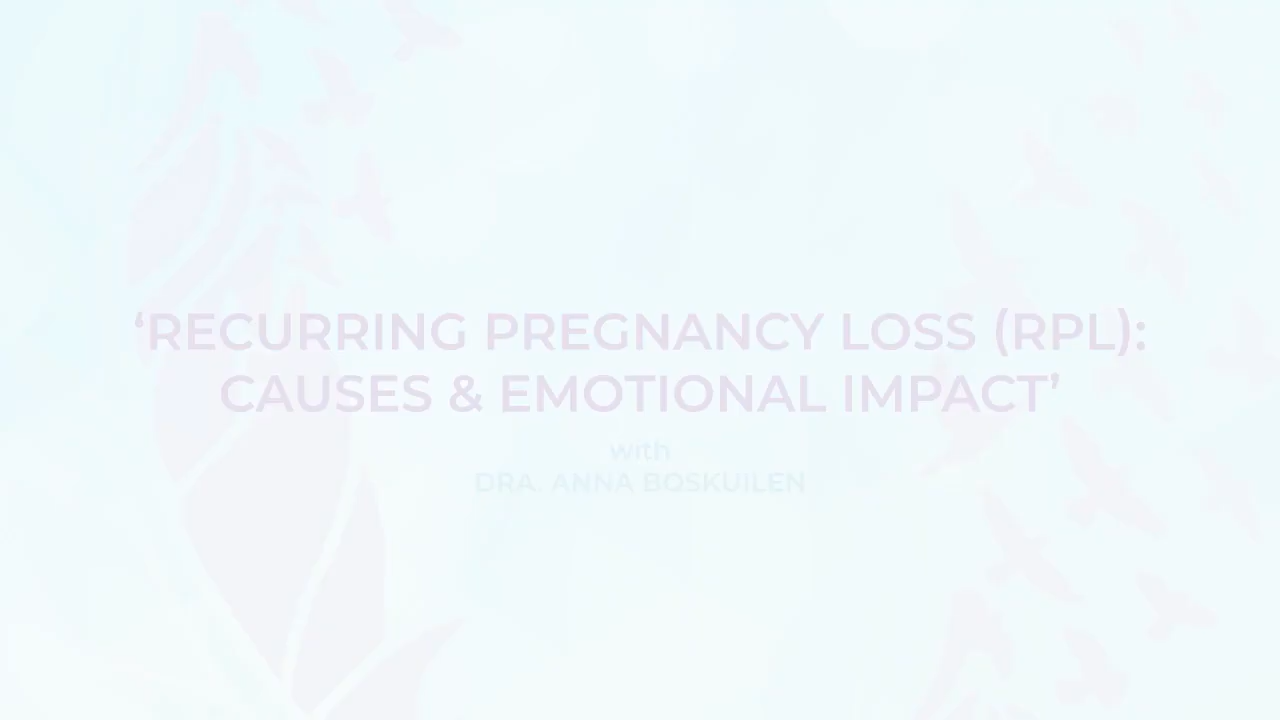 ‘RECURRING PREGNANCY LOSS (RPL):
CAUSES & EMOTIONAL IMPACT’
with
DRA. ANNA BOSKUILEN